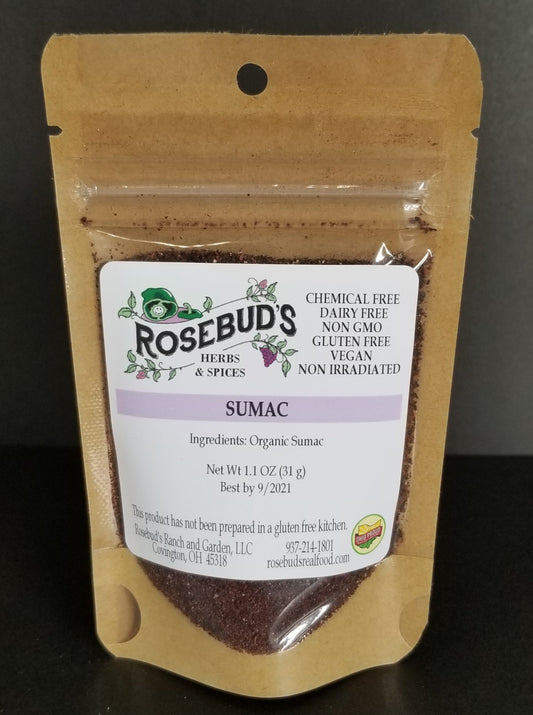 ROSEBUD'S
HERBS
& SPICES
CHEMICAL FREE
DAIRY FREE
NON GMO
GLUTEN FREE
VEGAN
NON IRRADIATED
SUMAC
Ingredients: Organic Sumac
Net Wt 1.1 OZ (31 g)
Best by 9/2021
This product has not been prepared in a gluten free kitchen.
Rosebud's Ranch and Garden, LLC
Covington, OH 45318
937-214-1801
rosebudsrealfood.com